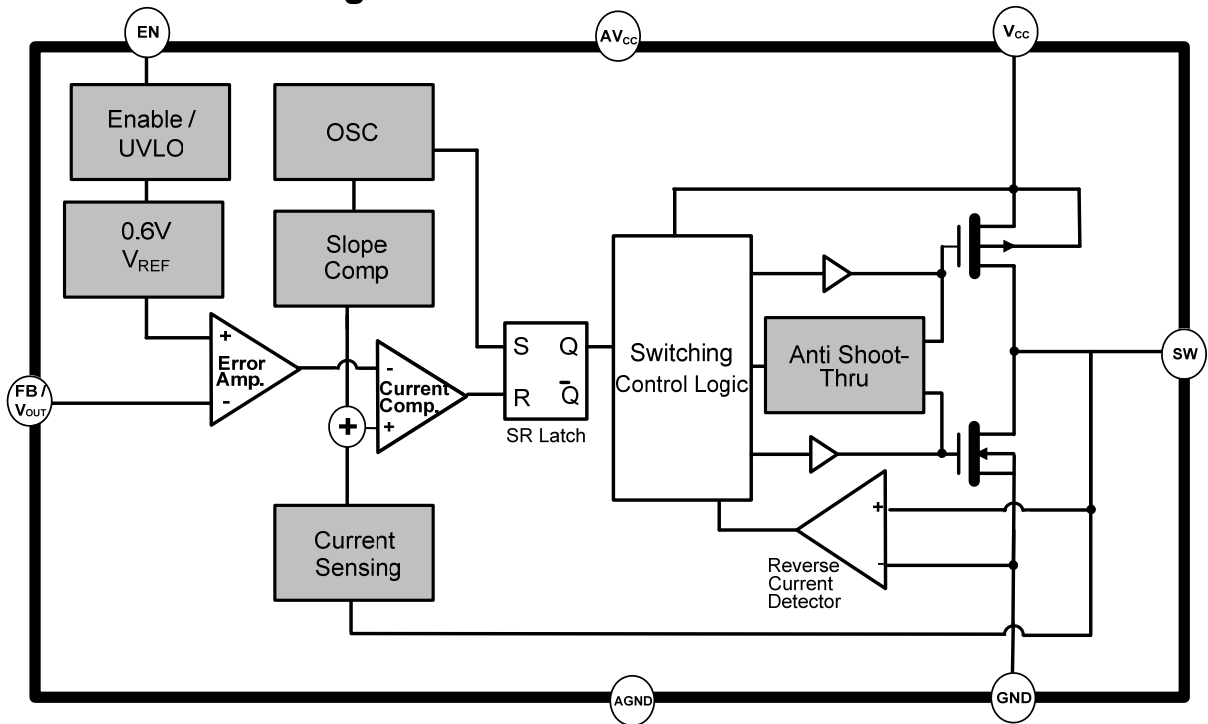 EN
AVCC
VCC
Enable /
UVLO
OSC
0.6V
VREF
Slope
Comp
+
Error
Amp.
-
FB /
VOUT
-
Current
Comp.
+
+
S Q
R Q̅
SR Latch
Switching
Control Logic
Anti Shoot-
Thru
SW
Current
Sensing
+
-
Reverse
Current
Detector
AGND
GND